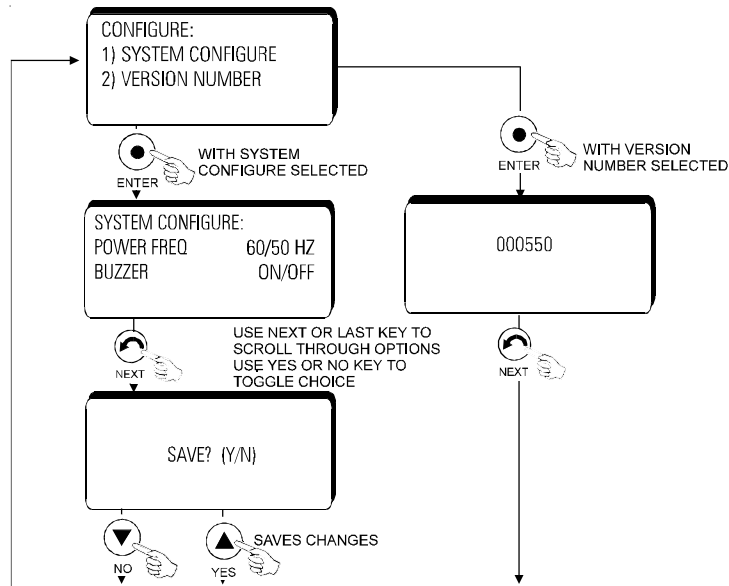 CONFIGURE:
1) SYSTEM CONFIGURE
2) VERSION NUMBER
ENTER
WITH SYSTEM
CONFIGURE SELECTED
ENTER
WITH VERSION
NUMBER SELECTED
SYSTEM CONFIGURE:
POWER FREQ 60/50 HZ
BUZZER ON/OFF
000550
NEXT
USE NEXT OR LAST KEY TO
SCROLL THROUGH OPTIONS
USE YES OR NO KEY TO
TOGGLE CHOICE
NEXT
SAVE? (Y/N)
NO
YES
SAVES CHANGES